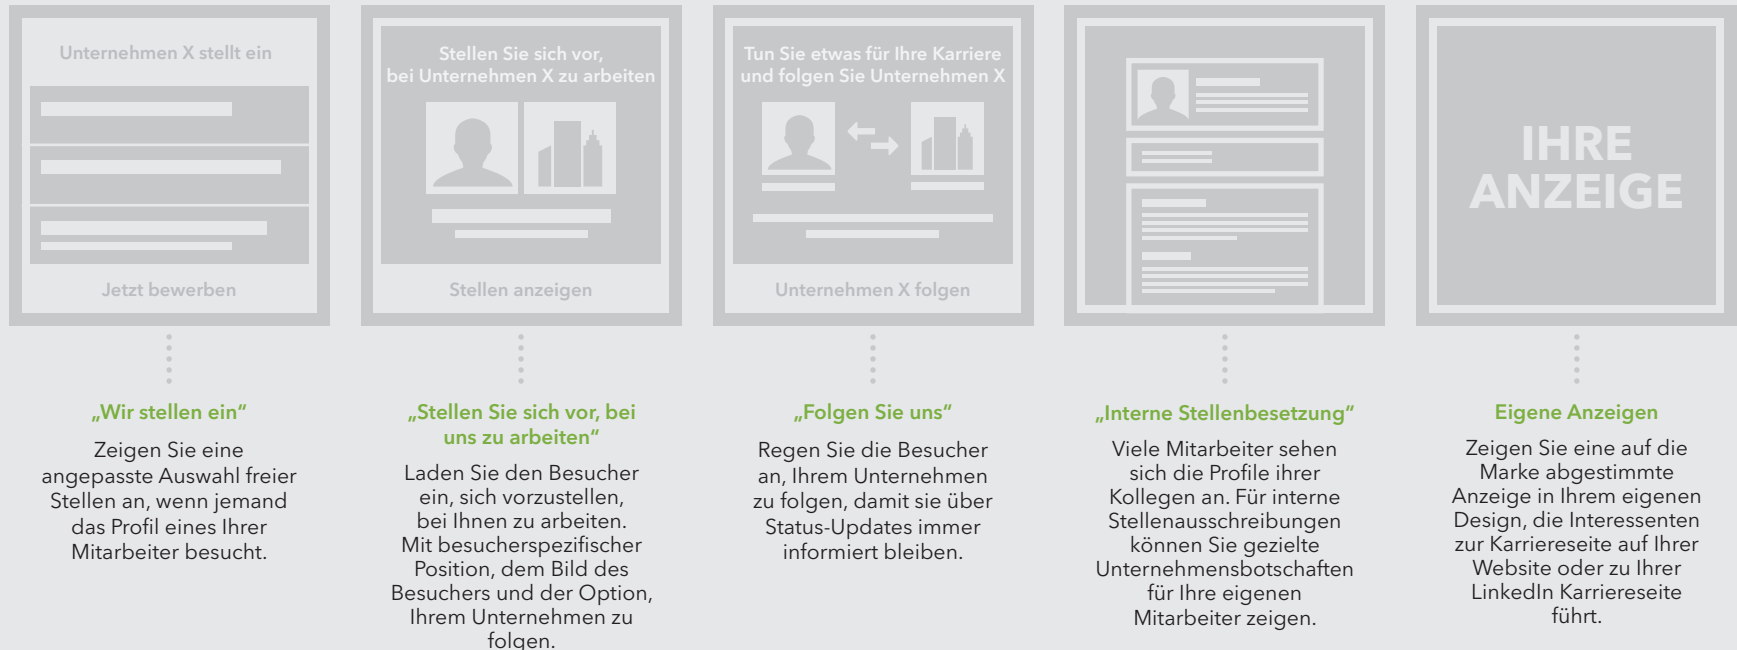 Unternehmen X stellt ein
Jetzt bewerben
„Wir stellen ein“
Zeigen Sie eine
angepasste Auswahl freier
Stellen an, wenn jemand
das Profil eines Ihrer
Mitarbeiter besucht.
Stellen Sie sich vor,
bei Unternehmen X zu arbeiten
Stellen anzeigen
„Stellen Sie sich vor, bei
uns zu arbeiten“
Laden Sie den Besucher
ein, sich vorzustellen,
bei Ihnen zu arbeiten.
Mit besucherspezifischer
Position, dem Bild des
Besuchers und der Option,
Ihrem Unternehmen zu
folgen.
Tun Sie etwas für Ihre Karriere
und folgen Sie Unternehmen X
Unternehmen X folgen
„Folgen Sie uns“
Regen Sie die Besucher
an, Ihrem Unternehmen
zu folgen, damit sie über
Status-Updates immer
informiert bleiben.
„Interne Stellenbesetzung“
Viele Mitarbeiter sehen
sich die Profile ihrer
Kollegen an. Für interne
Stellenausschreibungen
können Sie gezielte
Unternehmensbotschaften
für Ihre eigenen
Mitarbeiter zeigen.
IHRE
ANZEIGE
Eigene Anzeigen
Zeigen Sie eine auf die
Marke abgestimmte
Anzeige in Ihrem eigenen
Design, die Interessenten
zur Karriereseite auf Ihrer
Website oder zu Ihrer
LinkedIn Karriereseite
führt.